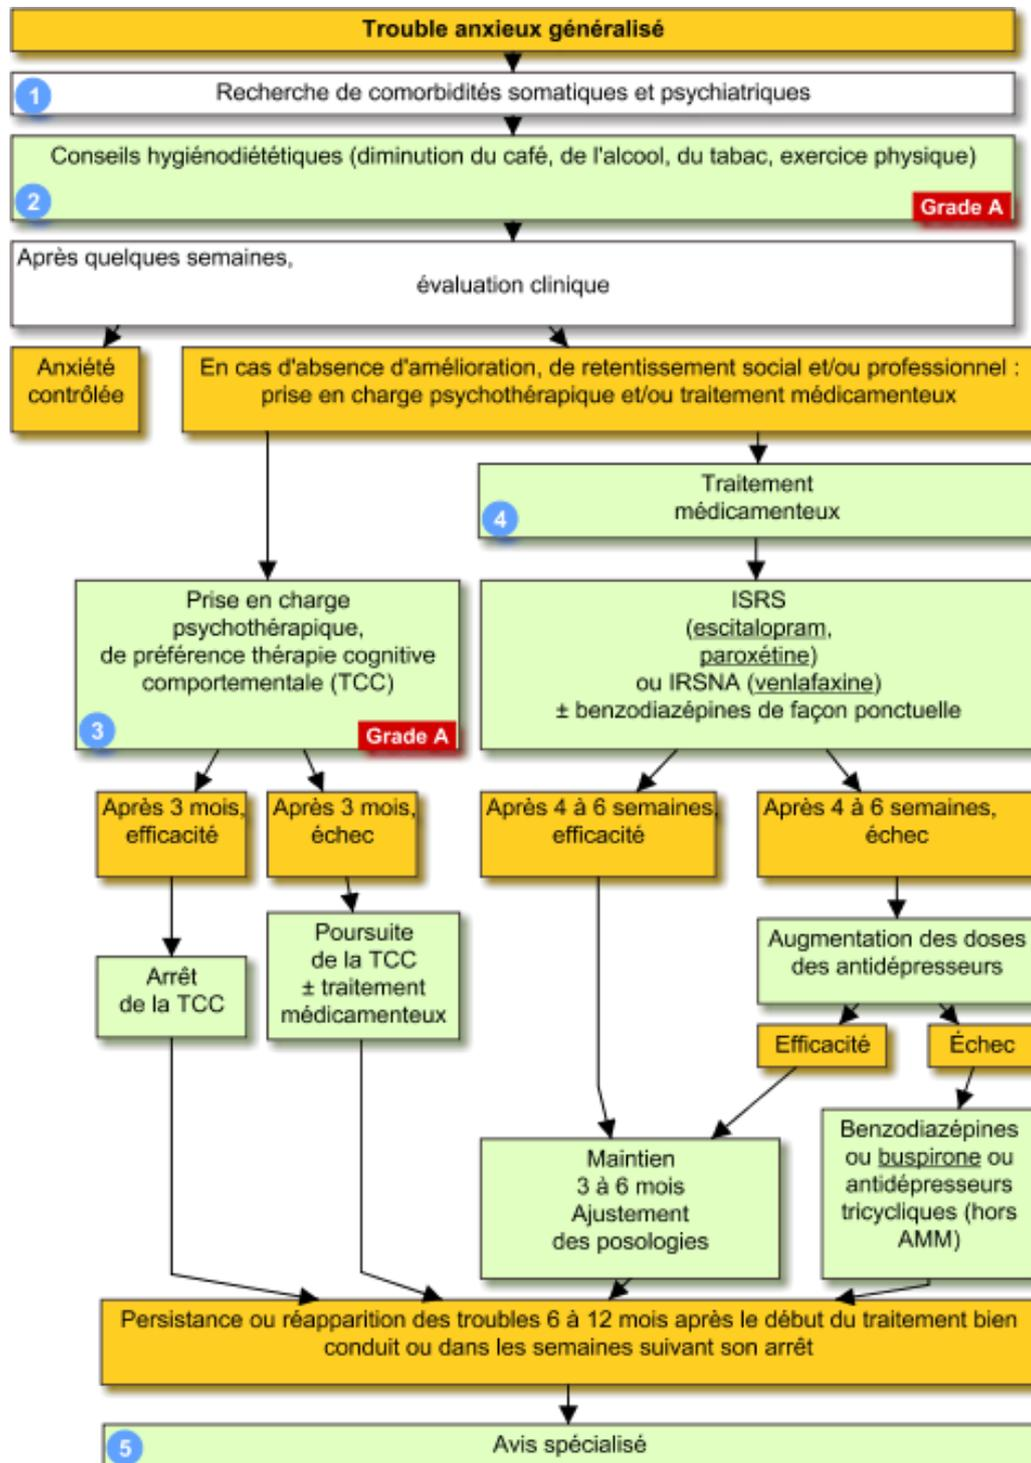 Trouble anxieux généralisé
1
Recherche de comorbidités somatiques et psychiatriques
Conseils hygiénodiététiques (diminution du café, de l'alcool, du tabac, exercice physique)
2
Grade A
Après quelques semaines,
évaluation clinique
Anxiété
contrôlée
En cas d'absence d'amélioration, de retentissement social et/ou professionnel :
prise en charge psychothérapique et/ou traitement médicamenteux
Traitement
médicamenteux
4
Prise en charge
psychothérapique,
de préférence thérapie cognitive
comportementale (TCC)
3
Grade A
ISRS
(escitalopram,
paroxétine)
ou IRSNA (venlafaxine)
± benzodiazépines de façon ponctuelle
Après 3 mois,
efficacité
Après 3 mois,
échec
Après 4 à 6 semaines,
efficacité
Après 4 à 6 semaines,
échec
Arrêt
de la TCC
Poursuite
de la TCC
± traitement
médicamenteux
Augmentation des doses
des antidépresseurs
Efficacité
Échec
Maintien
3 à 6 mois
Ajustement
des posologies
Benzodiazépines
ou buspirone ou
antidépresseurs
tricycliques (hors
AMM)
Persistance ou réapparition des troubles 6 à 12 mois après le début du traitement bien
conduit ou dans les semaines suivant son arrêt
5
Avis spécialisé